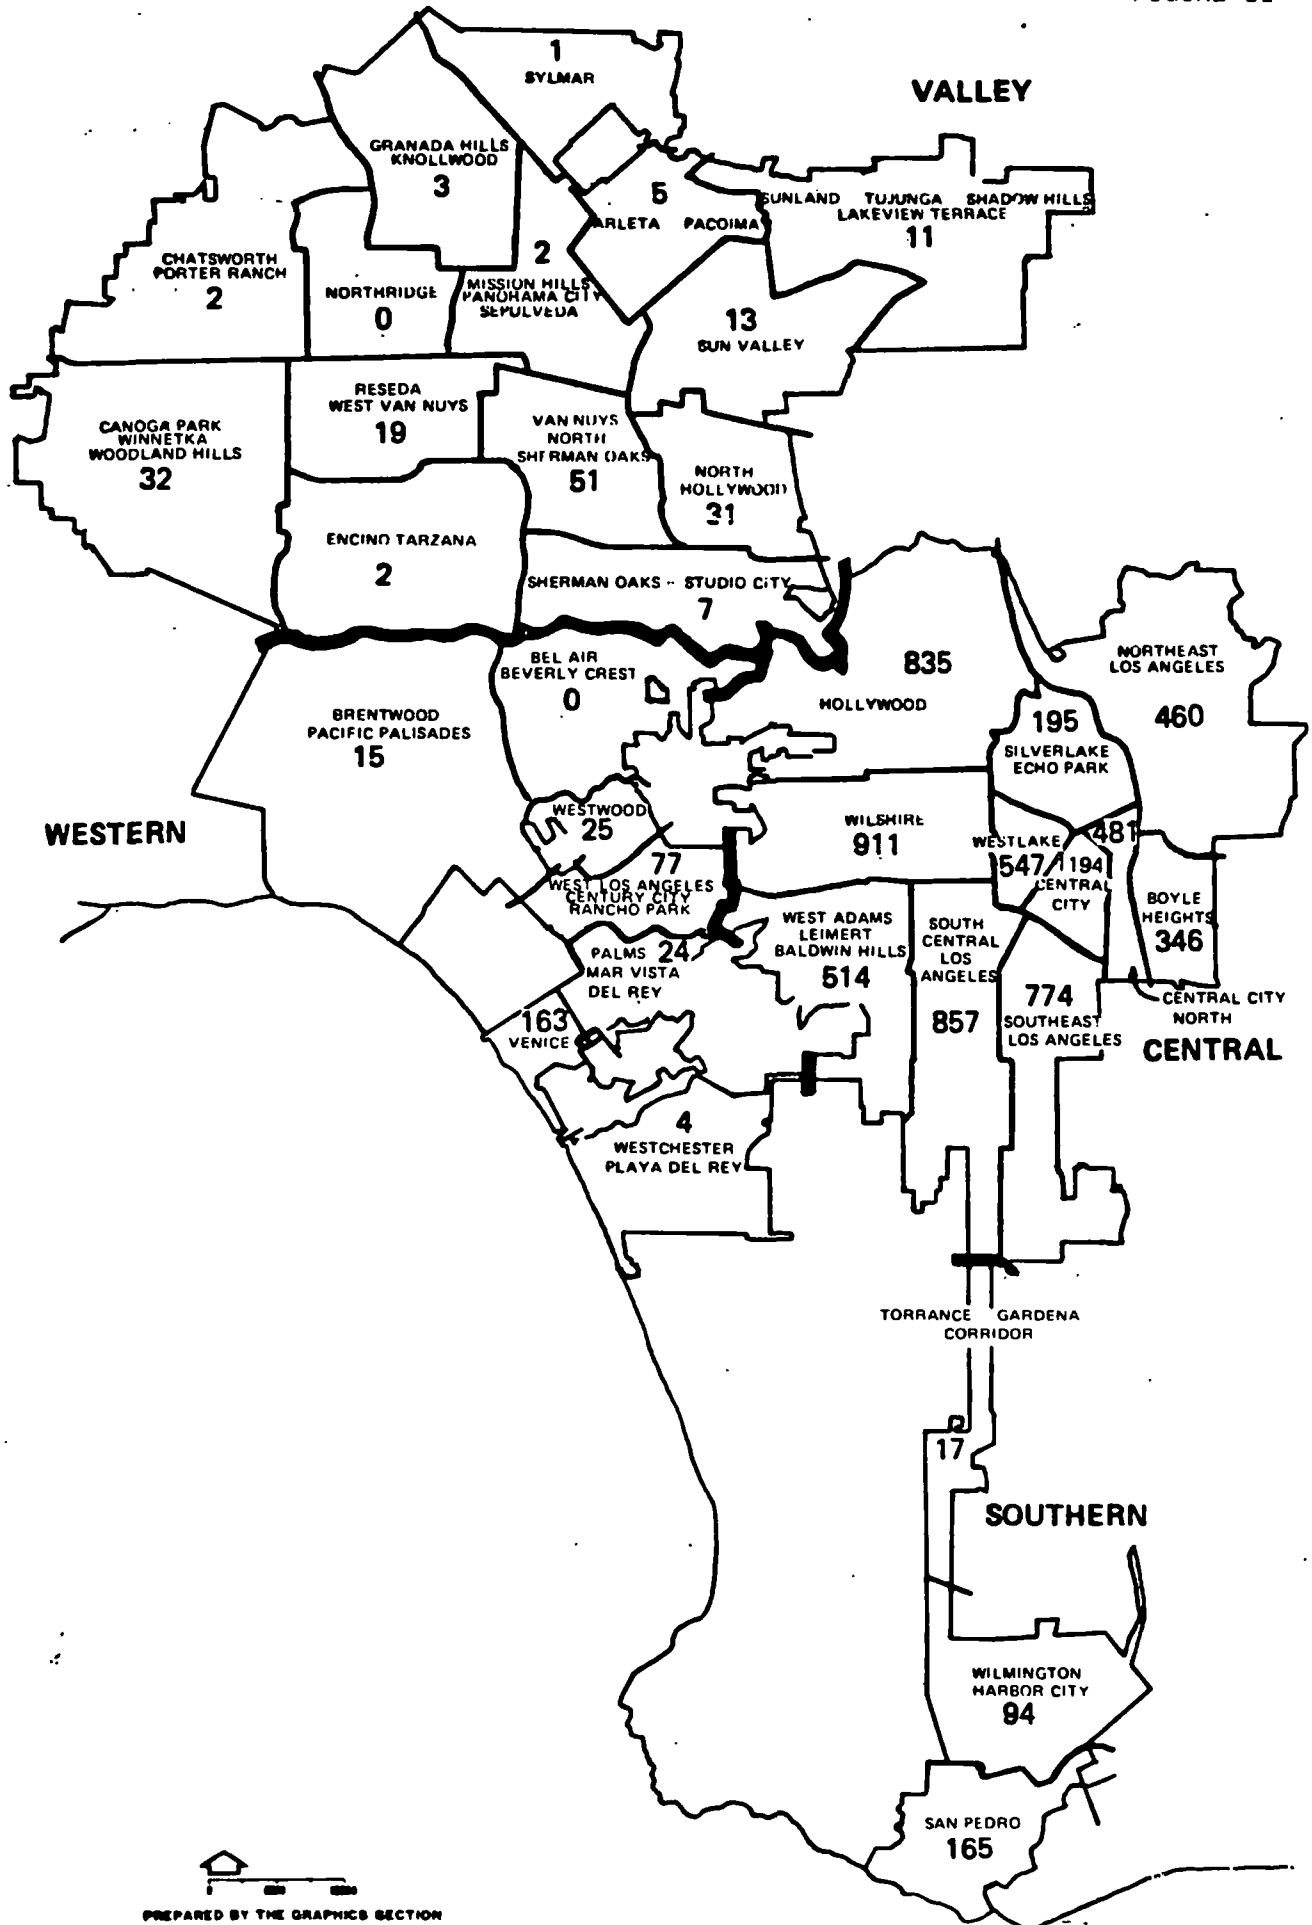 1
SYLMAR
VALLEY
GRANADA HILLS
KNOLLWOOD
3
5
ARLETA PACOIMA
SUNLAND TUJUNGA SHADOW HILLS
LAKEVIEW TERRACE
11
CHATSWORTH
PORTER RANCH
2
NORTHRIDGE
0
2
MISSION HILLS
PANORAMA CITY
SEPULVEDA
13
SUN VALLEY
CANOGA PARK
WINNETKA
WOODLAND HILLS
32
RESEDA
WEST VAN NUYS
19
VAN NUYS
NORTH
SHERMAN OAKS
51
NORTH
HOLLYWOOD
31
ENCINO TARZANA
2
SHERMAN OAKS - STUDIO CITY
7
BEL AIR
BEVERLY CREST
0
835
HOLLYWOOD
NORTHEAST
LOS ANGELES
460
BRENTWOOD
PACIFIC PALISADES
15
195
SILVERLAKE
ECHO PARK
WESTERN
WESTWOOD
25
WILSHIRE
911
WESTLAKE
547
481
1194
CENTRAL
CITY
77
WEST LOS ANGELES
CENTURY CITY
RANCHO PARK
BOYLE
HEIGHTS
346
WEST ADAMS
LEIMERT
BALDWIN HILLS
514
SOUTH
CENTRAL
LOS
ANGELES
857
PALMS 24
MAR VISTA
DEL REY
774
SOUTHEAST
LOS ANGELES
CENTRAL CITY
NORTH
CENTRAL
163
VENICE
4
WESTCHESTER
PLAYA DEL REY
TORRANCE GARDENA
CORRIDOR
17
SOUTHERN
WILMINGTON
HARBOR CITY
94
SAN PEDRO
165
PREPARED BY THE GRAPHICS SECTION